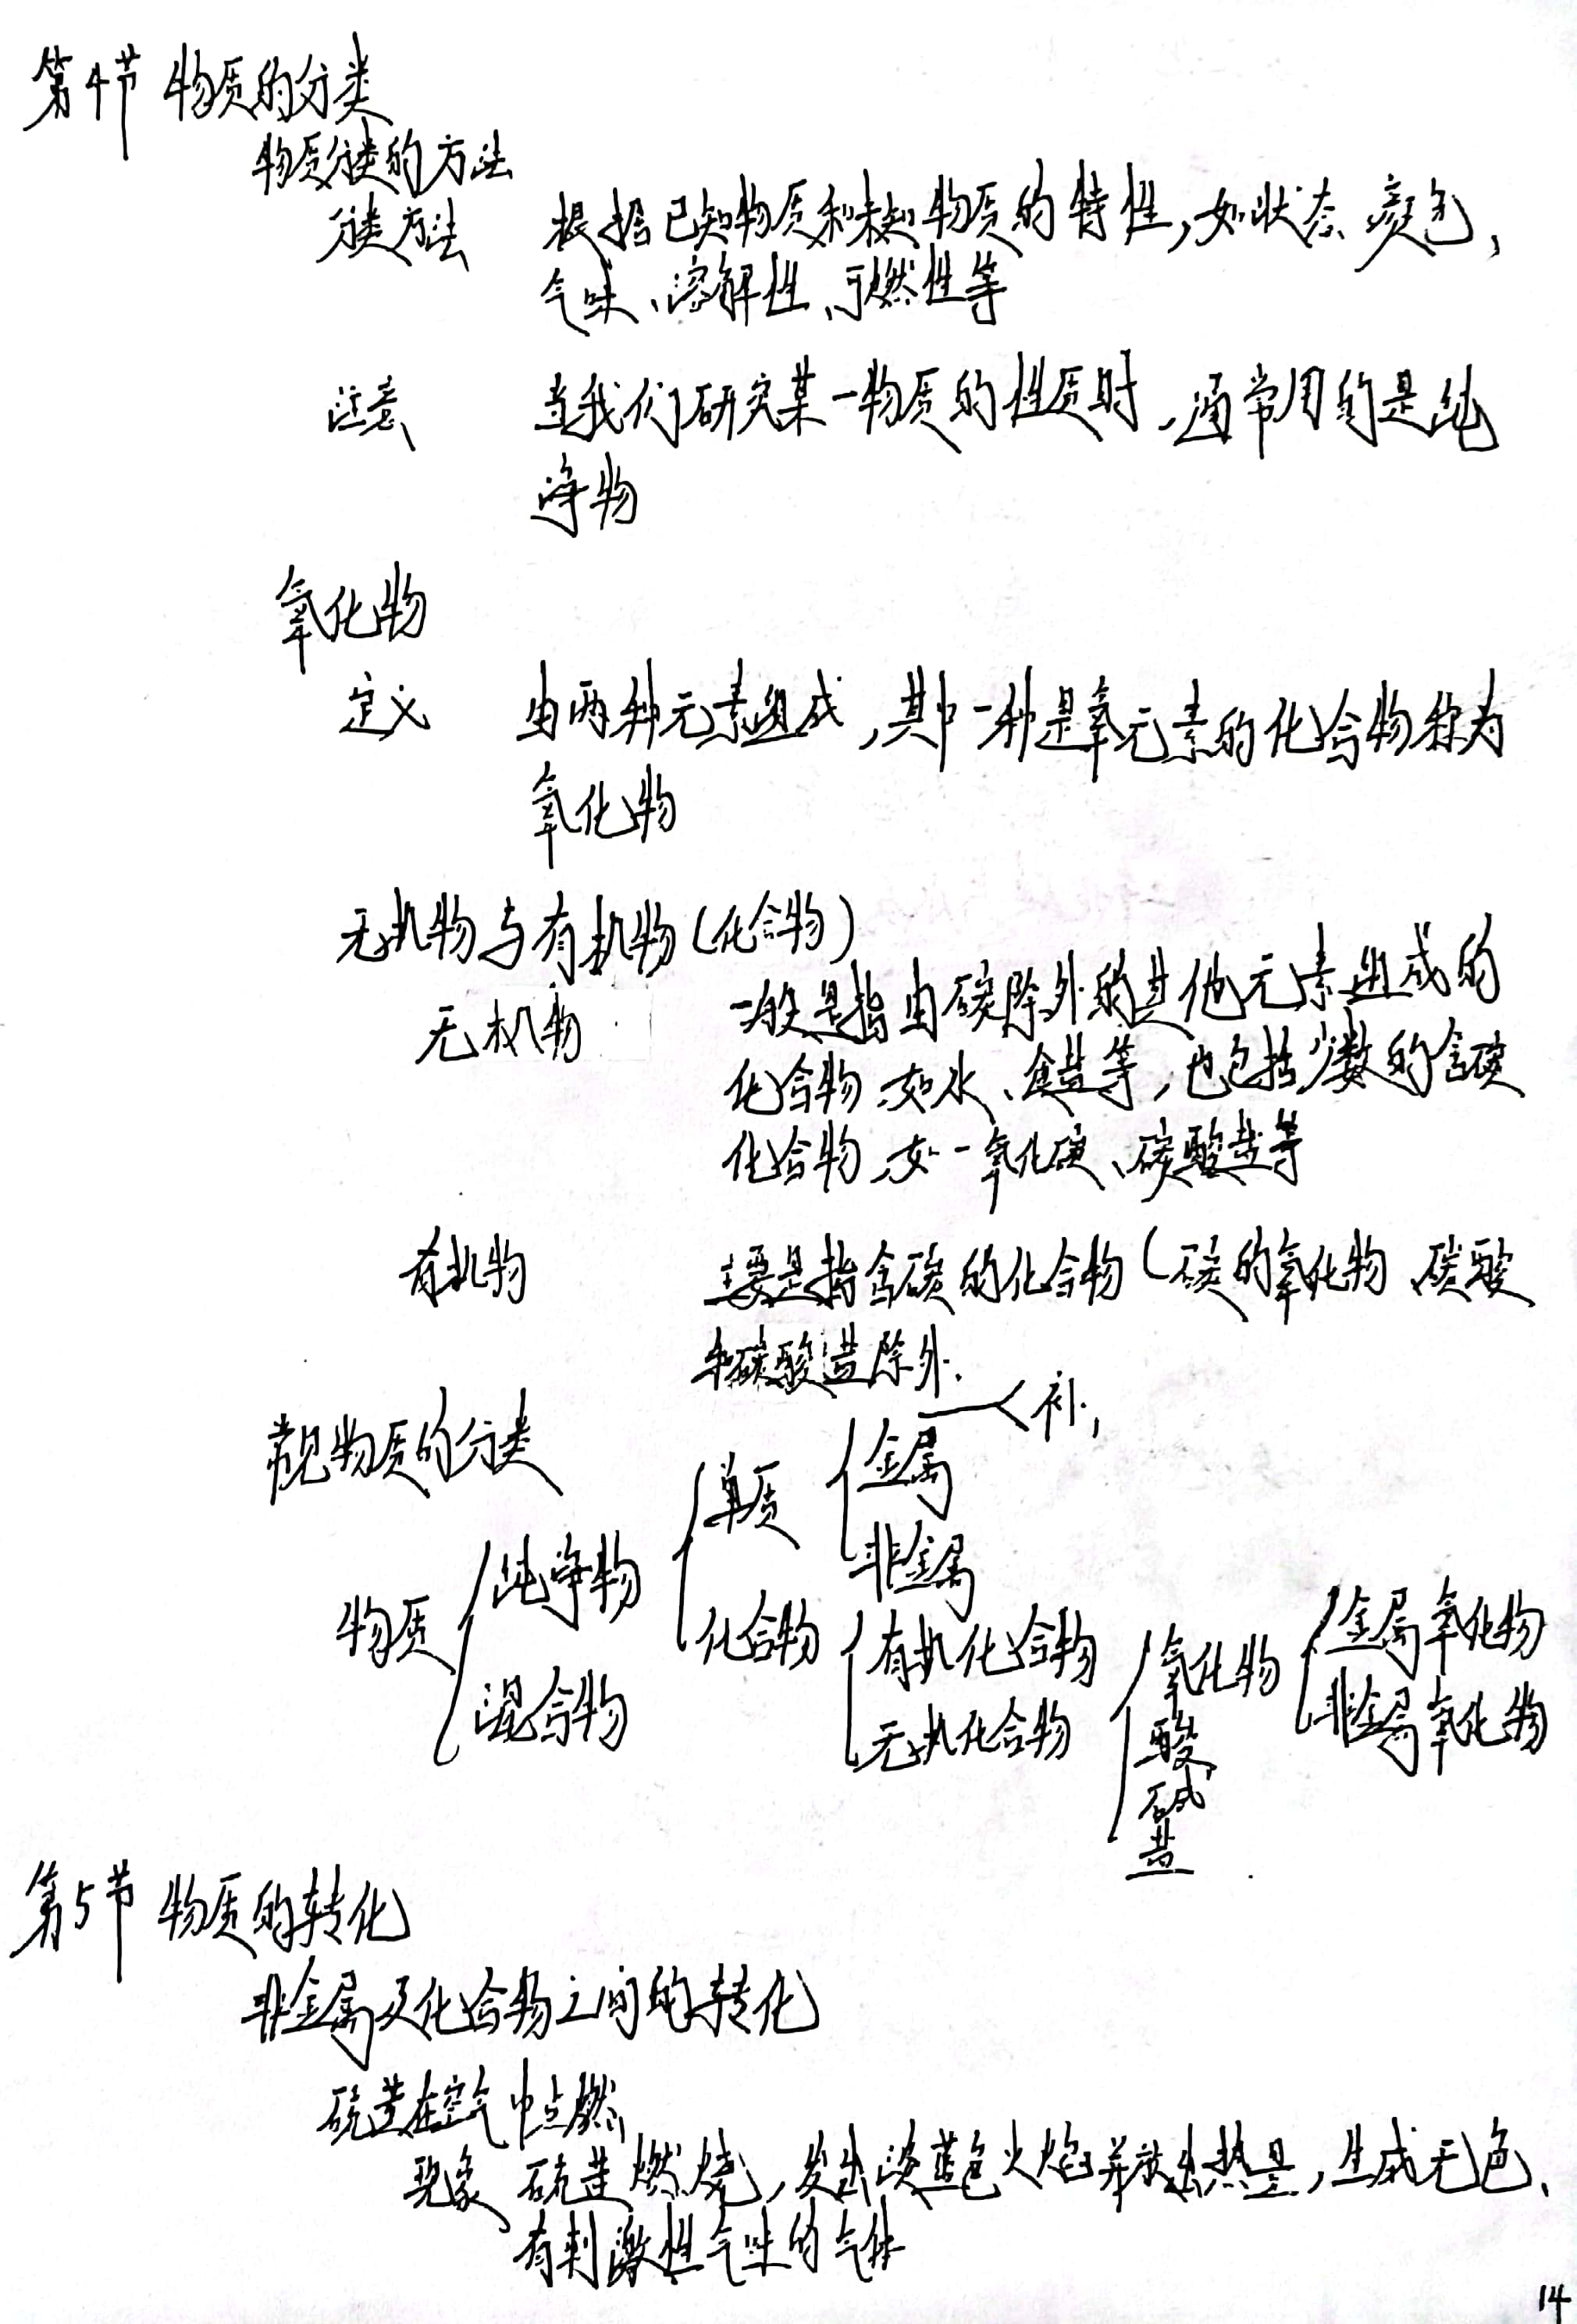 第4节 物质的分类
物质分类的方法
分类方法 根据已知物质和未知物质的特性,如状态、颜色,
气味、溶解性、可燃性等
注意 当我们研究某一物质的性质时,通常用的是纯
净物
氧化物
定义 由两种元素组成,其中一种是氧元素的化合物称为
氧化物
无机物与有机物(化合物)
无机物 一般是指由碳除外的其他元素组成的
化合物,如水、食盐等,也包括少数的含碳
化合物,如一氧化碳、碳酸盐等
有机物 主要是指含碳的化合物(碳的氧化物、碳酸
和碳酸盐除外.
补,
常见物质的分类
单质 金属
非金属
物质 纯净物
化合物 有机化合物 氧化物 金属氧化物
混合物 无机化合物 酸 非金属氧化物
碱
盐
第5节 物质的转化
非金属及化合物之间的转化
硫黄在空气中点燃
现象 硫黄燃烧,发出淡蓝色火焰并放出热量,生成无色、
有刺激性气味的气体
14